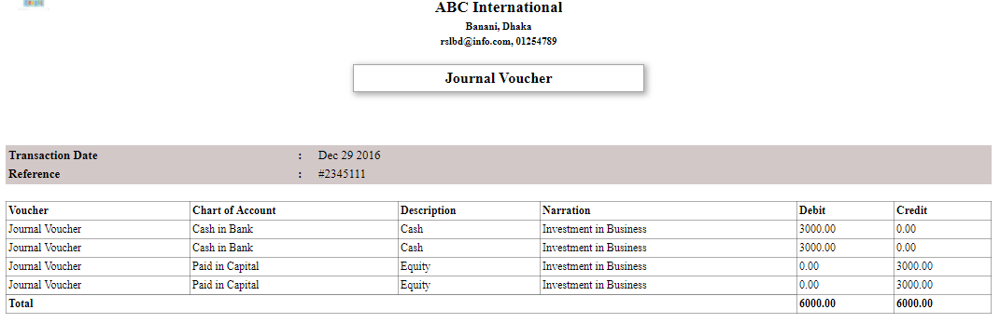 ABC International
Banani, Dhaka
rslbd@info.com, 01254789
Journal Voucher
Transaction Date : Dec 29 2016
Reference : #2345111
Voucher Chart of Account Description Narration Debit Credit
Journal Voucher Cash in Bank Cash Investment in Business 3000.00 0.00
Journal Voucher Cash in Bank Cash Investment in Business 3000.00 0.00
Journal Voucher Paid in Capital Equity Investment in Business 0.00 3000.00
Journal Voucher Paid in Capital Equity Investment in Business 0.00 3000.00
Total 6000.00 6000.00